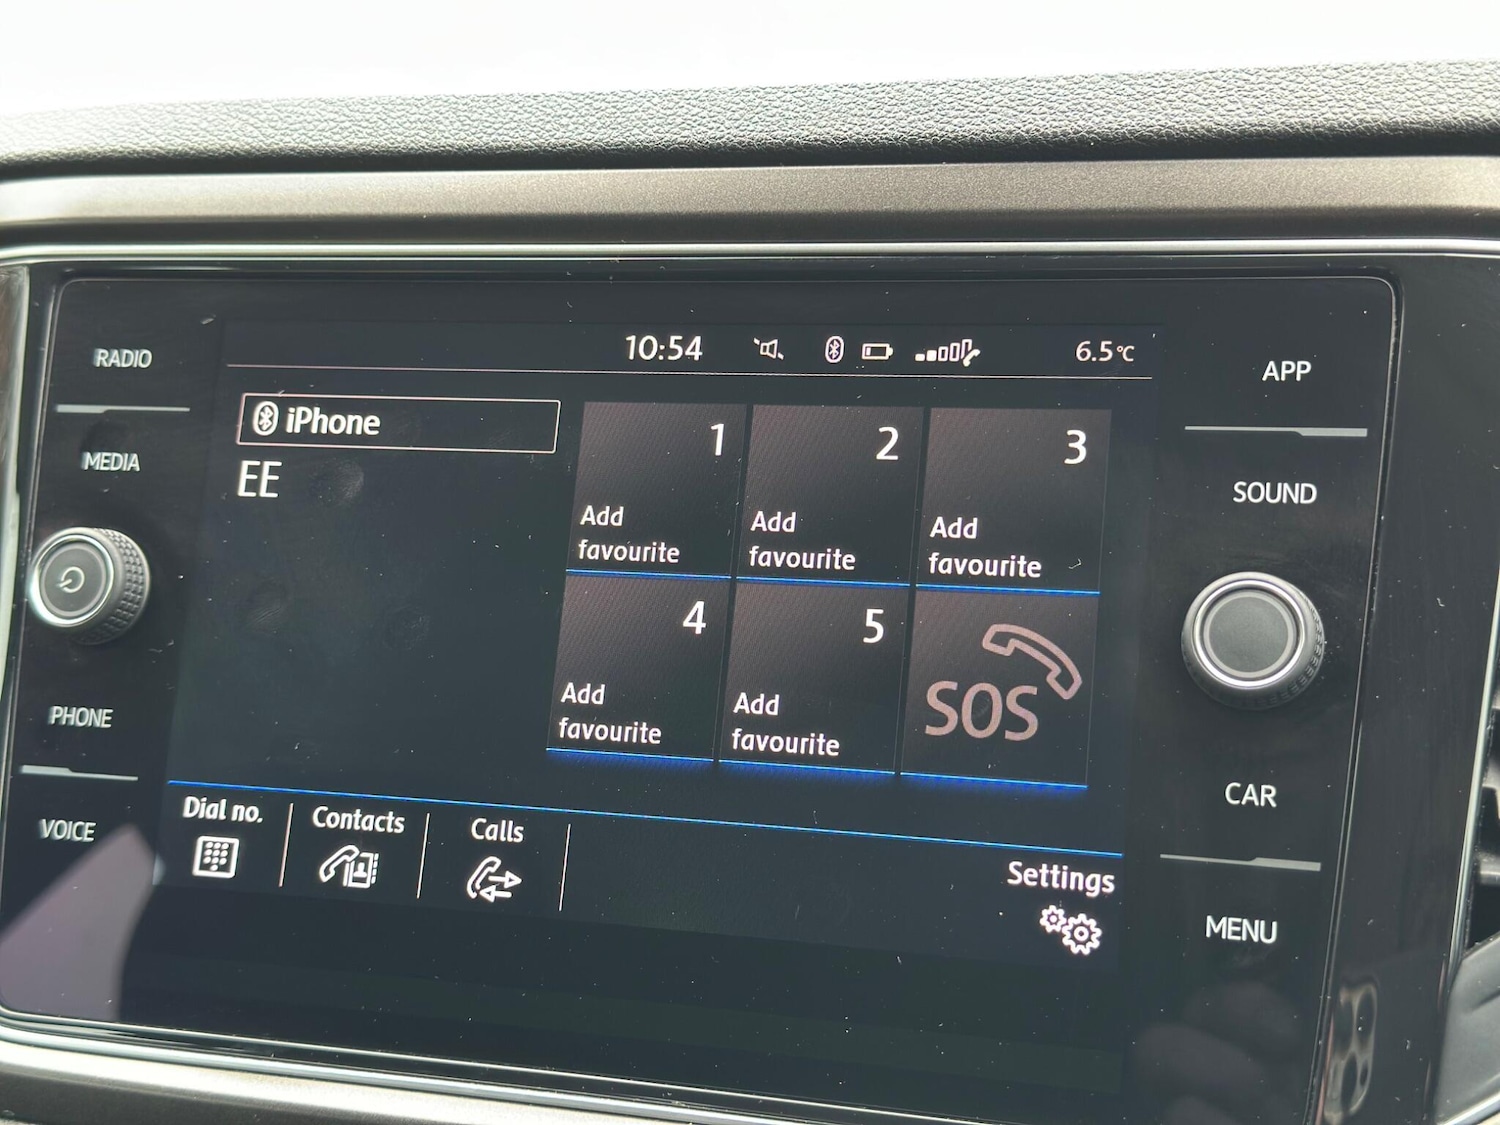 10:54 6.5°C
RADIO
MEDIA
PHONE
VOICE
iPhone
EE
1
Add
favourite
2
Add
favourite
3
Add
favourite
4
Add
favourite
5
Add
favourite
SOS
Dial no.
Contacts
Calls
Settings
APP
SOUND
CAR
MENU